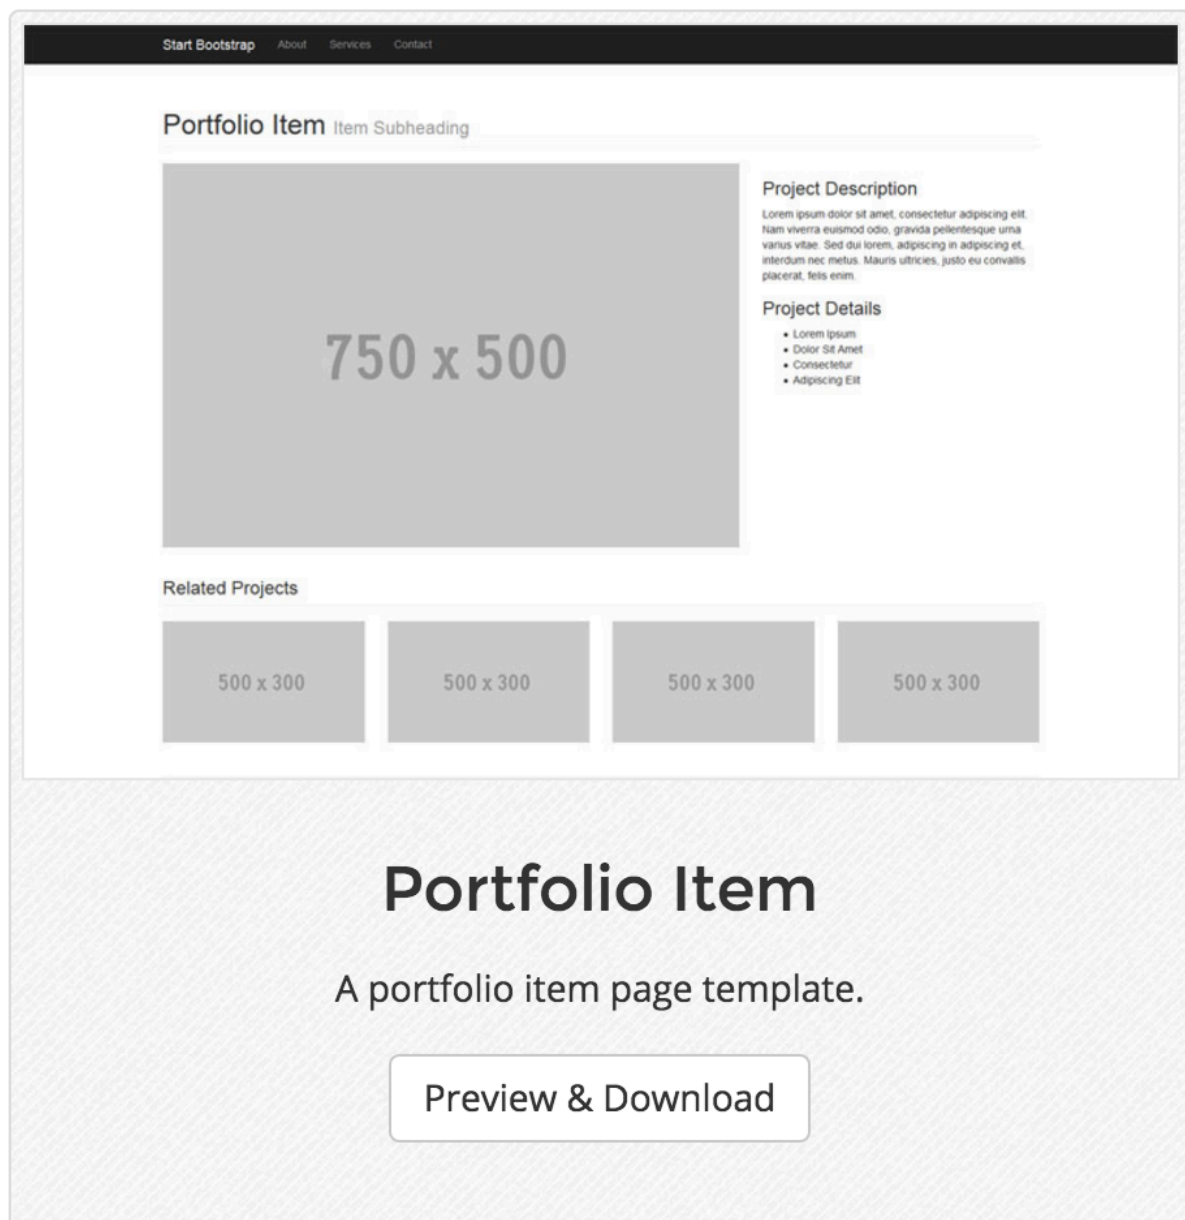 Start Bootstrap About Services Contact
Portfolio Item Item Subheading
750 x 500
Project Description
Lorem ipsum dolor sit amet, consectetur adipiscing elit.
Nam viverra euismod odio, gravida pellentesque urna
varius vitae. Sed dui lorem, adipiscing in adipiscing et,
interdum nec metus. Mauris ultricies, justo eu convallis
placerat, felis enim.
Project Details
• Lorem Ipsum
• Dolor Sit Amet
• Consectetur
• Adipiscing Elit
Related Projects
500 x 300 500 x 300 500 x 300 500 x 300
Portfolio Item
A portfolio item page template.
Preview & Download